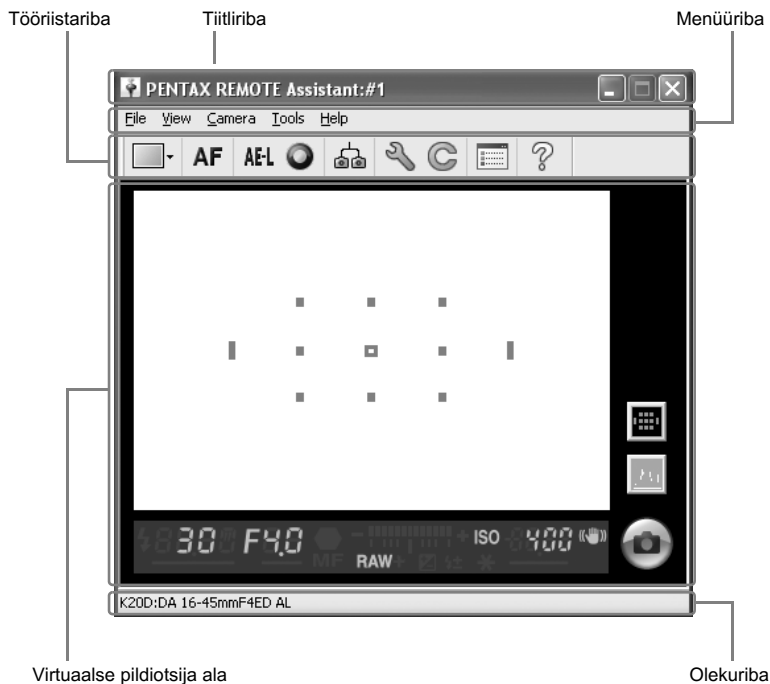 Tööriistariba Tiitliriba Menüüriba
PENTAX REMOTE Assistant:#1
File View Camera Tools Help
AF AE-L
30 F4.0 ISO 400
MF RAW+
K20D:DA 16-45mmF4ED AL
Virtuaalse pildiotsija ala Olekuriba